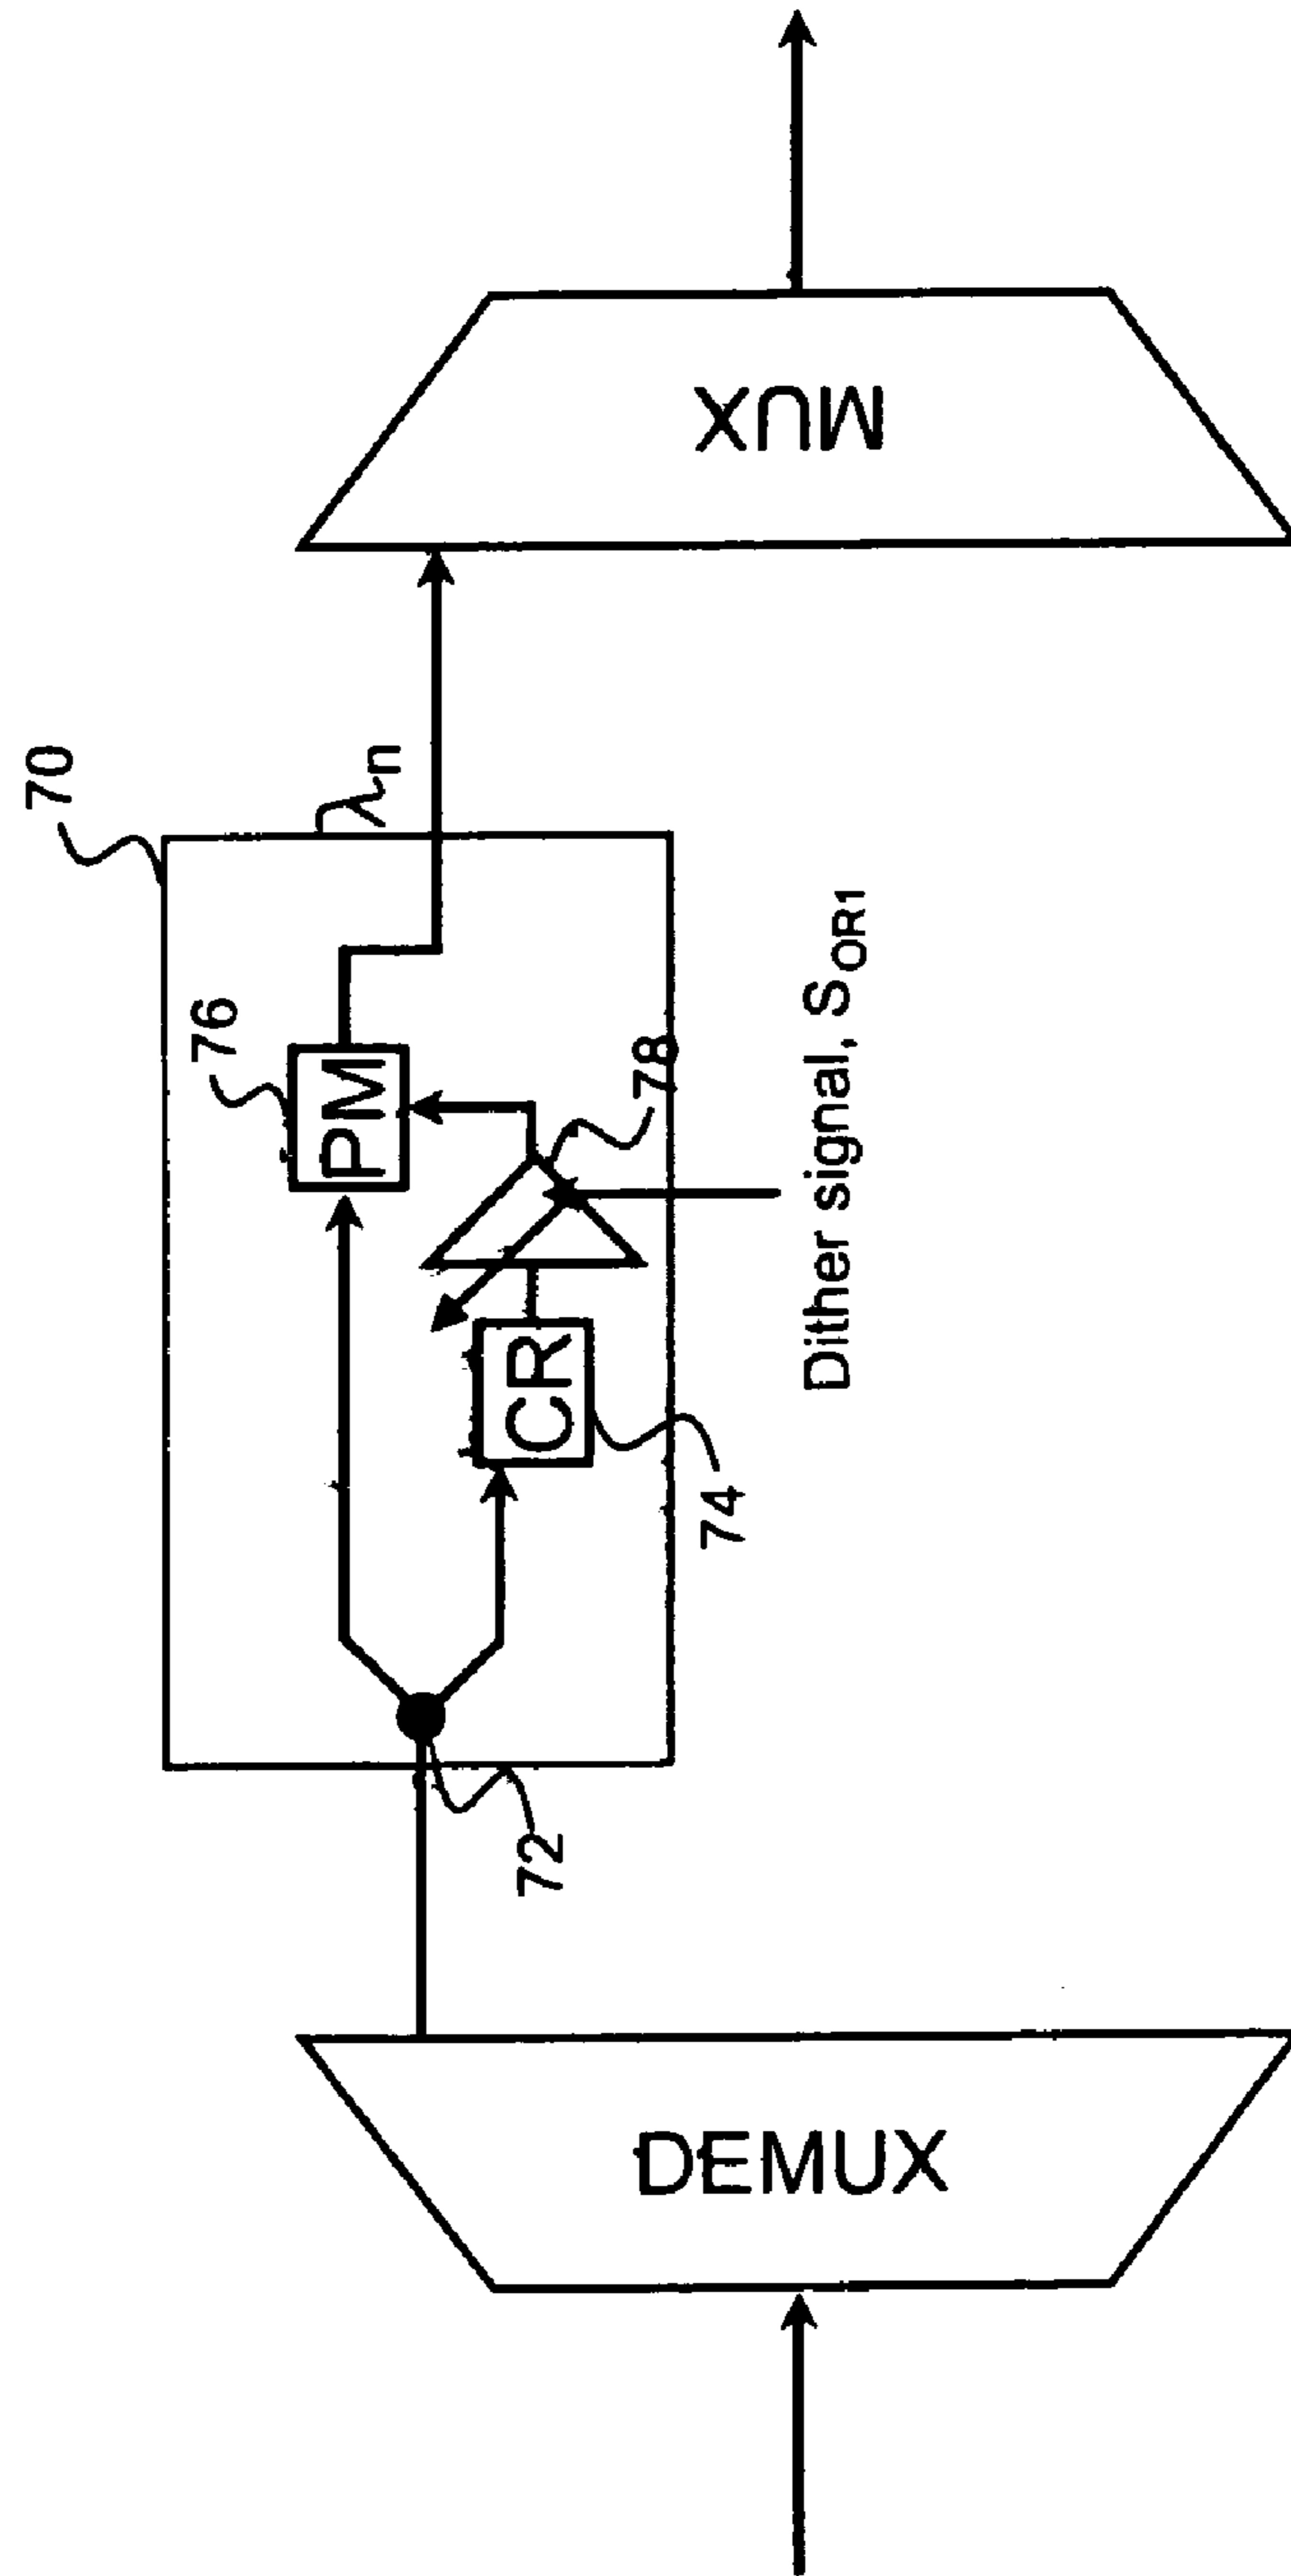 70
λn
76
PM
78
CR
74
72
Dither signal, SOR1
DEMUX
MUX